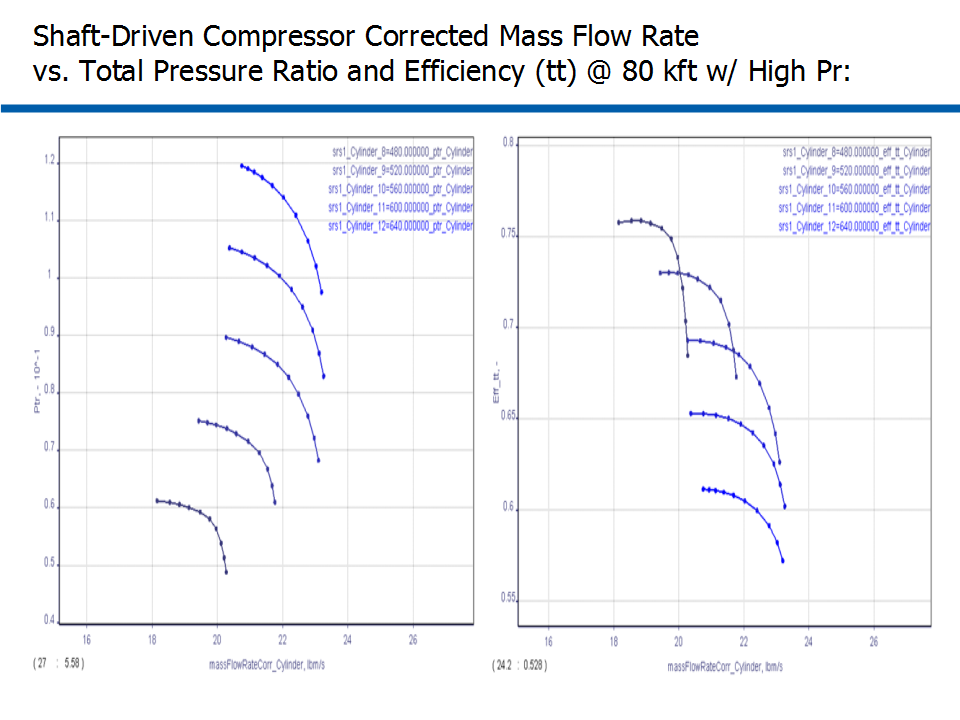 Shaft-Driven Compressor Corrected Mass Flow Rate
vs. Total Pressure Ratio and Efficiency (tt) @ 80 kft w/ High Pr:
srs1_Cylinder_8=480.000000_ptr_Cylinder
srs1_Cylinder_9=520.000000_ptr_Cylinder
srs1_Cylinder_10=560.000000_ptr_Cylinder
srs1_Cylinder_11=600.000000_ptr_Cylinder
srs1_Cylinder_12=640.000000_ptr_Cylinder
1.2
1.1
1
0.9
0.8
0.7
0.6
0.5
0.4
Ptr, - 10^-1
16 18 20 22 24 26
(27 : 5.58)
massFlowRateCorr_Cylinder, lbm/s
srs1_Cylinder_8=480.000000_eff_tt_Cylinder
srs1_Cylinder_9=520.000000_eff_tt_Cylinder
srs1_Cylinder_10=560.000000_eff_tt_Cylinder
srs1_Cylinder_11=600.000000_eff_tt_Cylinder
srs1_Cylinder_12=640.000000_eff_tt_Cylinder
0.8
0.75
0.7
0.65
0.6
0.55
Eff_tt, -
16 18 20 22 24 26
(24.2 : 0.528)
massFlowRateCorr_Cylinder, lbm/s